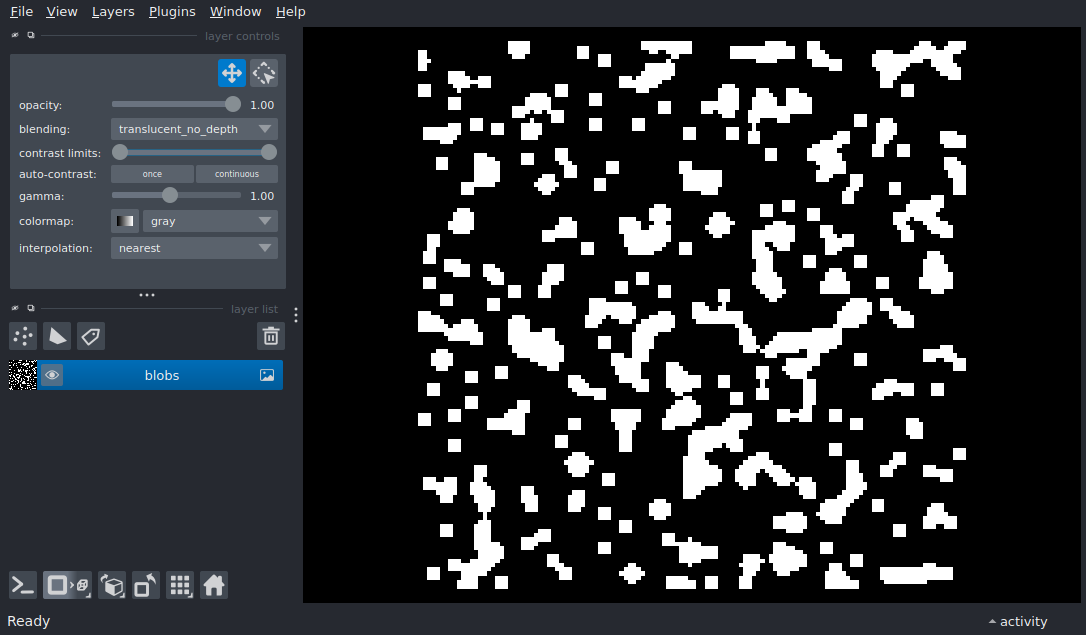 File View Layers Plugins Window Help
layer controls
opacity: 1.00
blending: translucent_no_depth
contrast limits:
auto-contrast: once continuous
gamma: 1.00
colormap: gray
interpolation: nearest
layer list
blobs
Ready activity